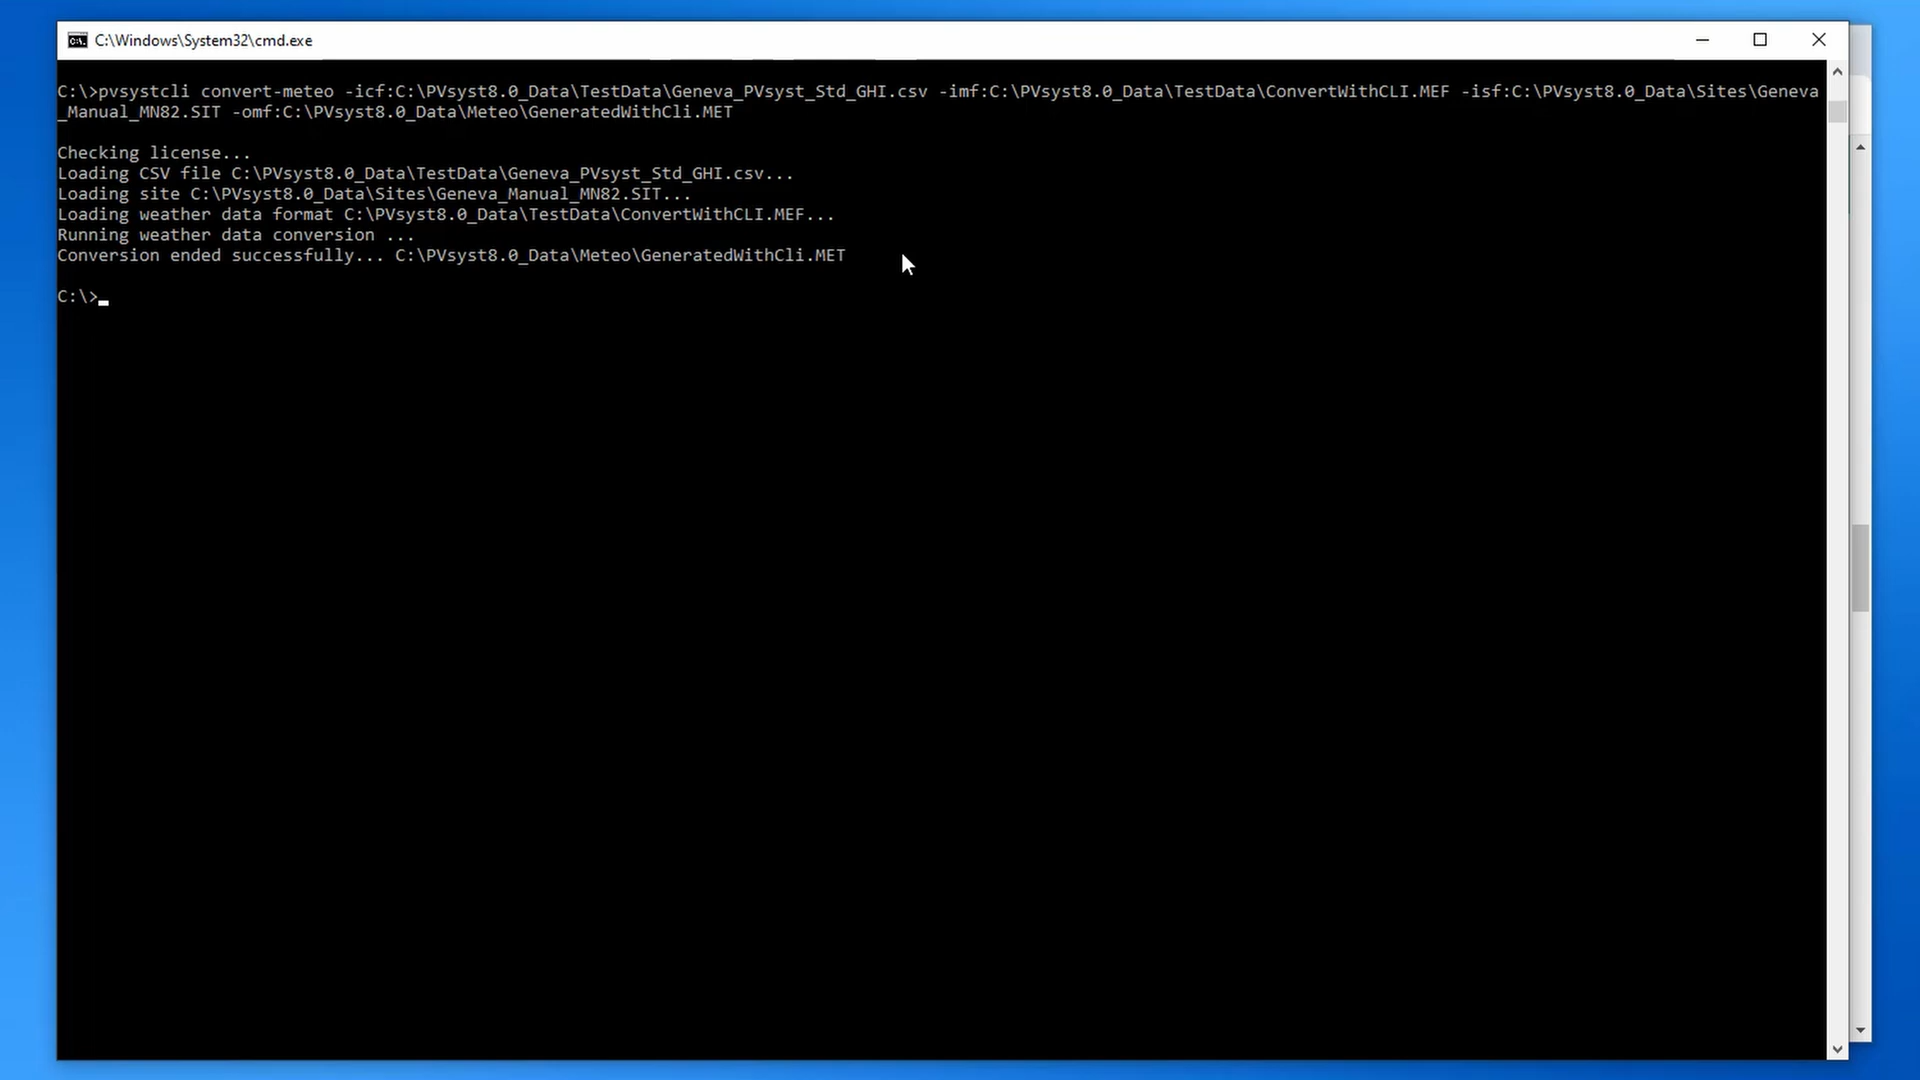 C:\Windows\System32\cmd.exe
C:\>pvsystcli convert-meteo -icf:C:\PVsyst8.0_Data\TestData\Geneva_PVsyst_Std_GHI.csv -imf:C:\PVsyst8.0_Data\TestData\ConvertWithCLI.MEF -isf:C:\PVsyst8.0_Data\Sites\Geneva
_Manual_MN82.SIT -omf:C:\PVsyst8.0_Data\Meteo\GeneratedWithCli.MET
Checking license...
Loading CSV file C:\PVsyst8.0_Data\TestData\Geneva_PVsyst_Std_GHI.csv...
Loading site C:\PVsyst8.0_Data\Sites\Geneva_Manual_MN82.SIT...
Loading weather data format C:\PVsyst8.0_Data\TestData\ConvertWithCLI.MEF...
Running weather data conversion ...
Conversion ended successfully... C:\PVsyst8.0_Data\Meteo\GeneratedWithCli.MET
C:\>